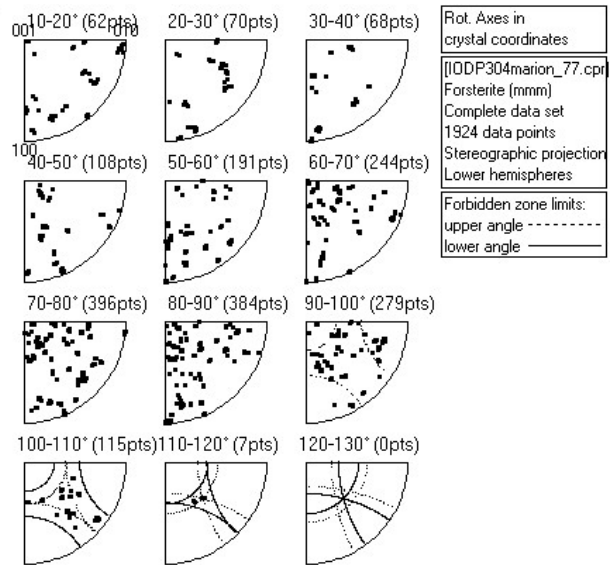 10-20° (62pts)
20-30° (70pts)
30-40° (68pts)
001
010
100
40-50° (108pts)
50-60° (191pts)
60-70° (244pts)
70-80° (396pts)
80-90° (384pts)
90-100° (279pts)
100-110° (115pts)
110-120° (7pts)
120-130° (0pts)
Rot. Axes in
crystal coordinates
[IODP304marion_77.cpr]
Forsterite (mmm)
Complete data set
1924 data points
Stereographic projection
Lower hemispheres
Forbidden zone limits:
upper angle
lower angle